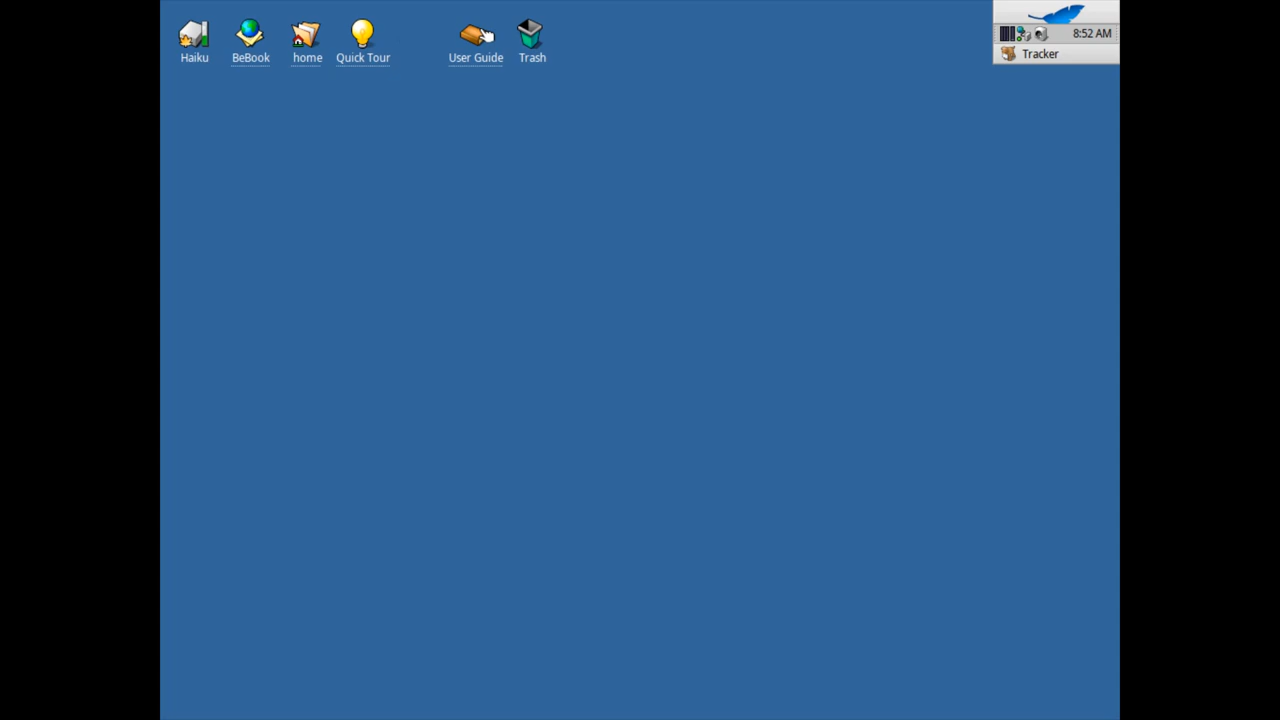 8:52 AM
Tracker
Haiku
BeBook
home
Quick Tour
User Guide
Trash